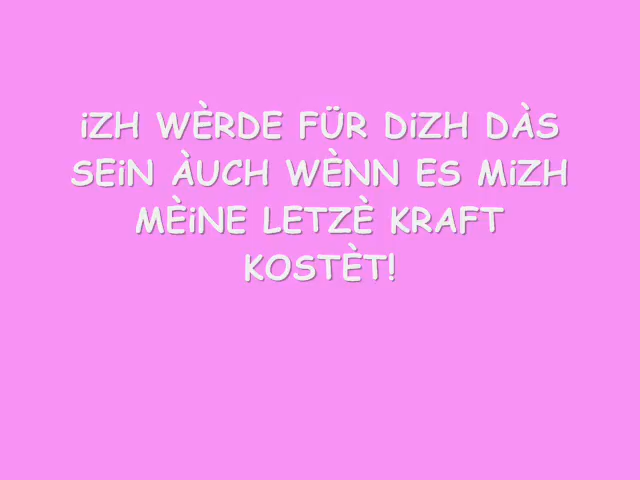 iZH WÈRDE FÜR DiZH DÀS
SEiN ÀUCH WÈNN ES MiZH
MÈiNE LETZÈ KRAFT
KOSTÈT!